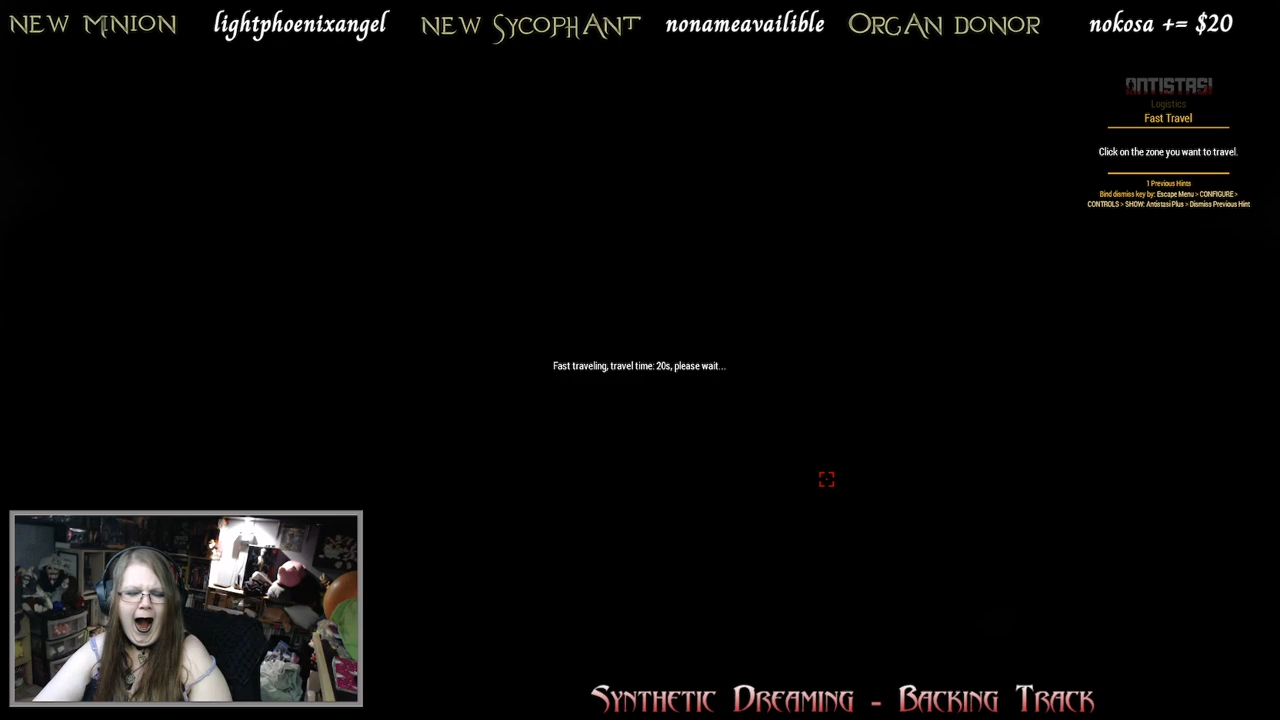 NEW MINION lightphoenixangel NEW SYCOPHANT nonameavailible ORGAN DONOR nokosa += $20
ANTISTASI
Logistics
Fast Travel
Click on the zone you want to travel.
1 Previous Hints
Bind dismiss key by: Escape Menu > CONFIGURE >
CONTROLS > SHOW: Antistasi Plus > Dismiss Previous Hint
Fast traveling, travel time: 20s, please wait...
SYNTHETIC DREAMING - BACKING TRACK